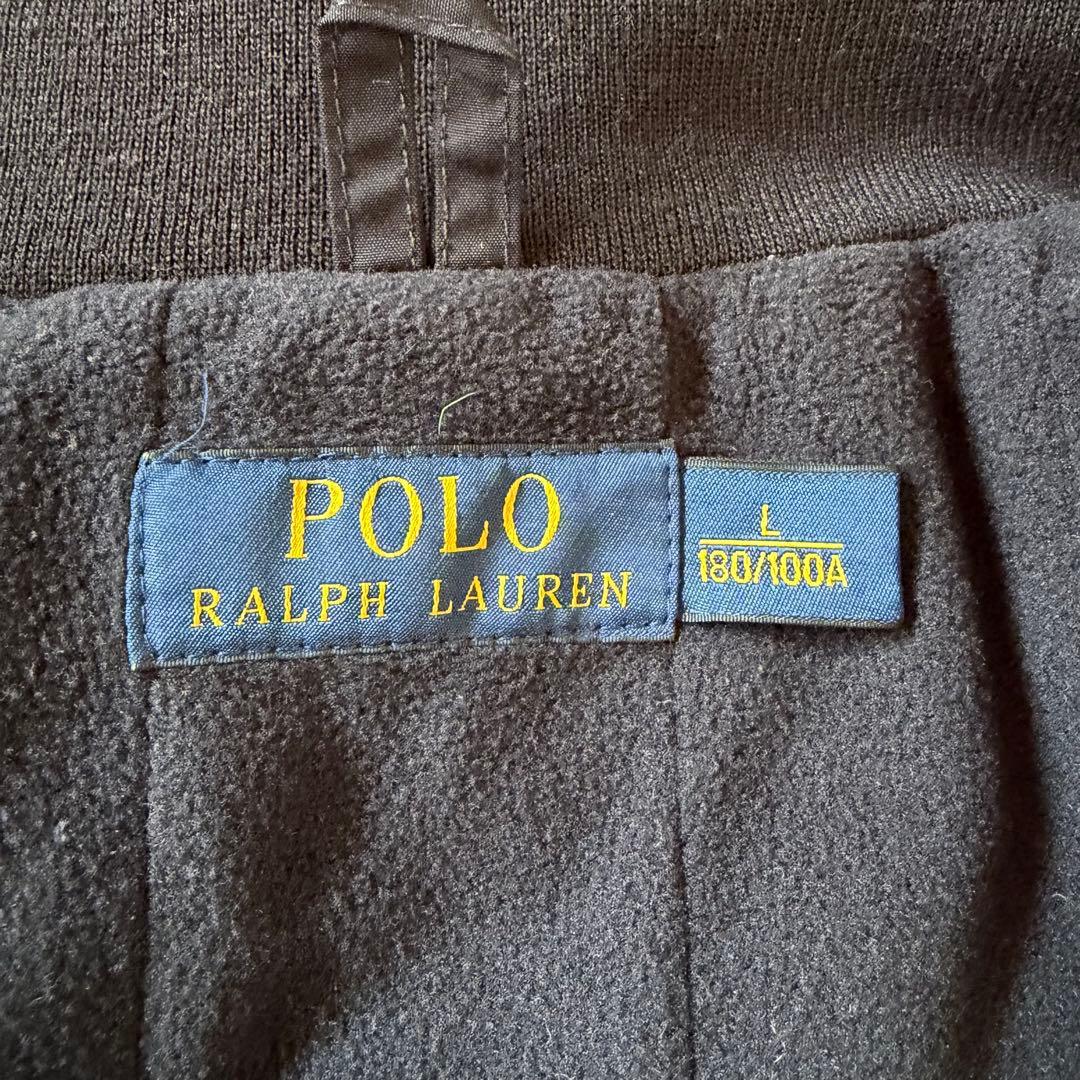 POLO
RALPH LAUREN
L
180/100A